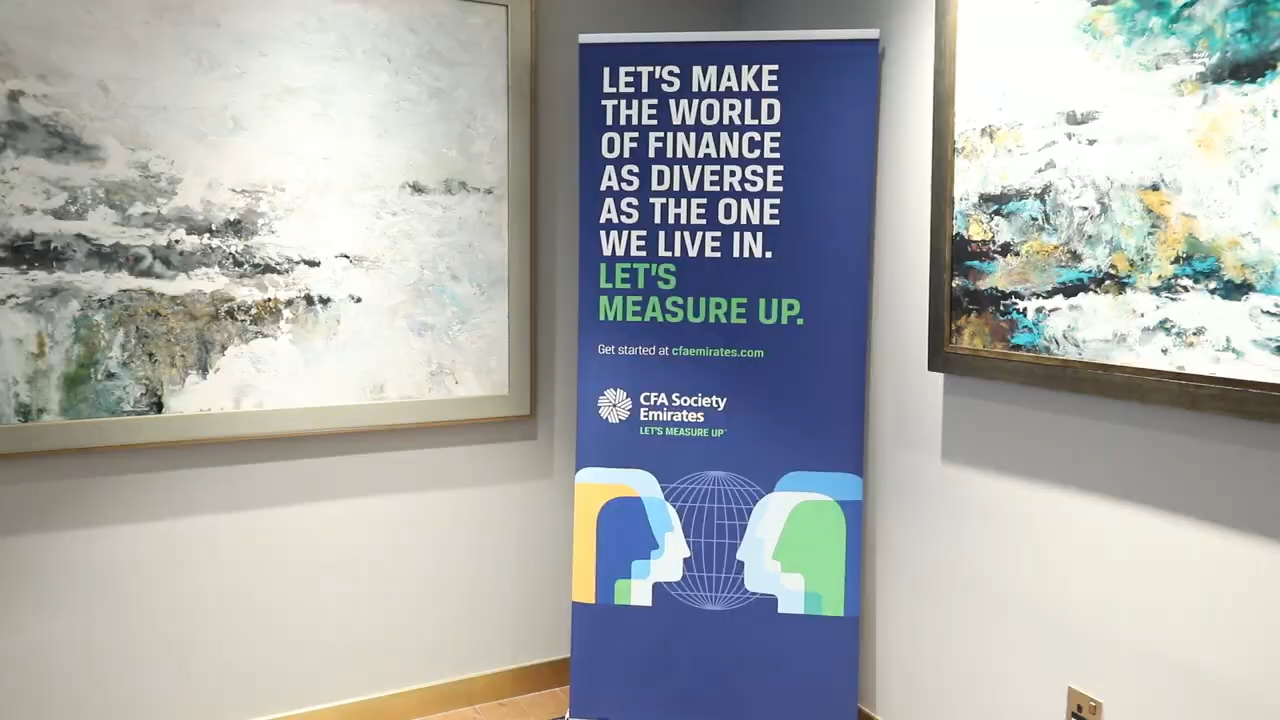 LET'S MAKE
THE WORLD
OF FINANCE
AS DIVERSE
AS THE ONE
WE LIVE IN.
LET'S
MEASURE UP.
Get started at cfaemirates.com
CFA Society
Emirates
LET'S MEASURE UP™